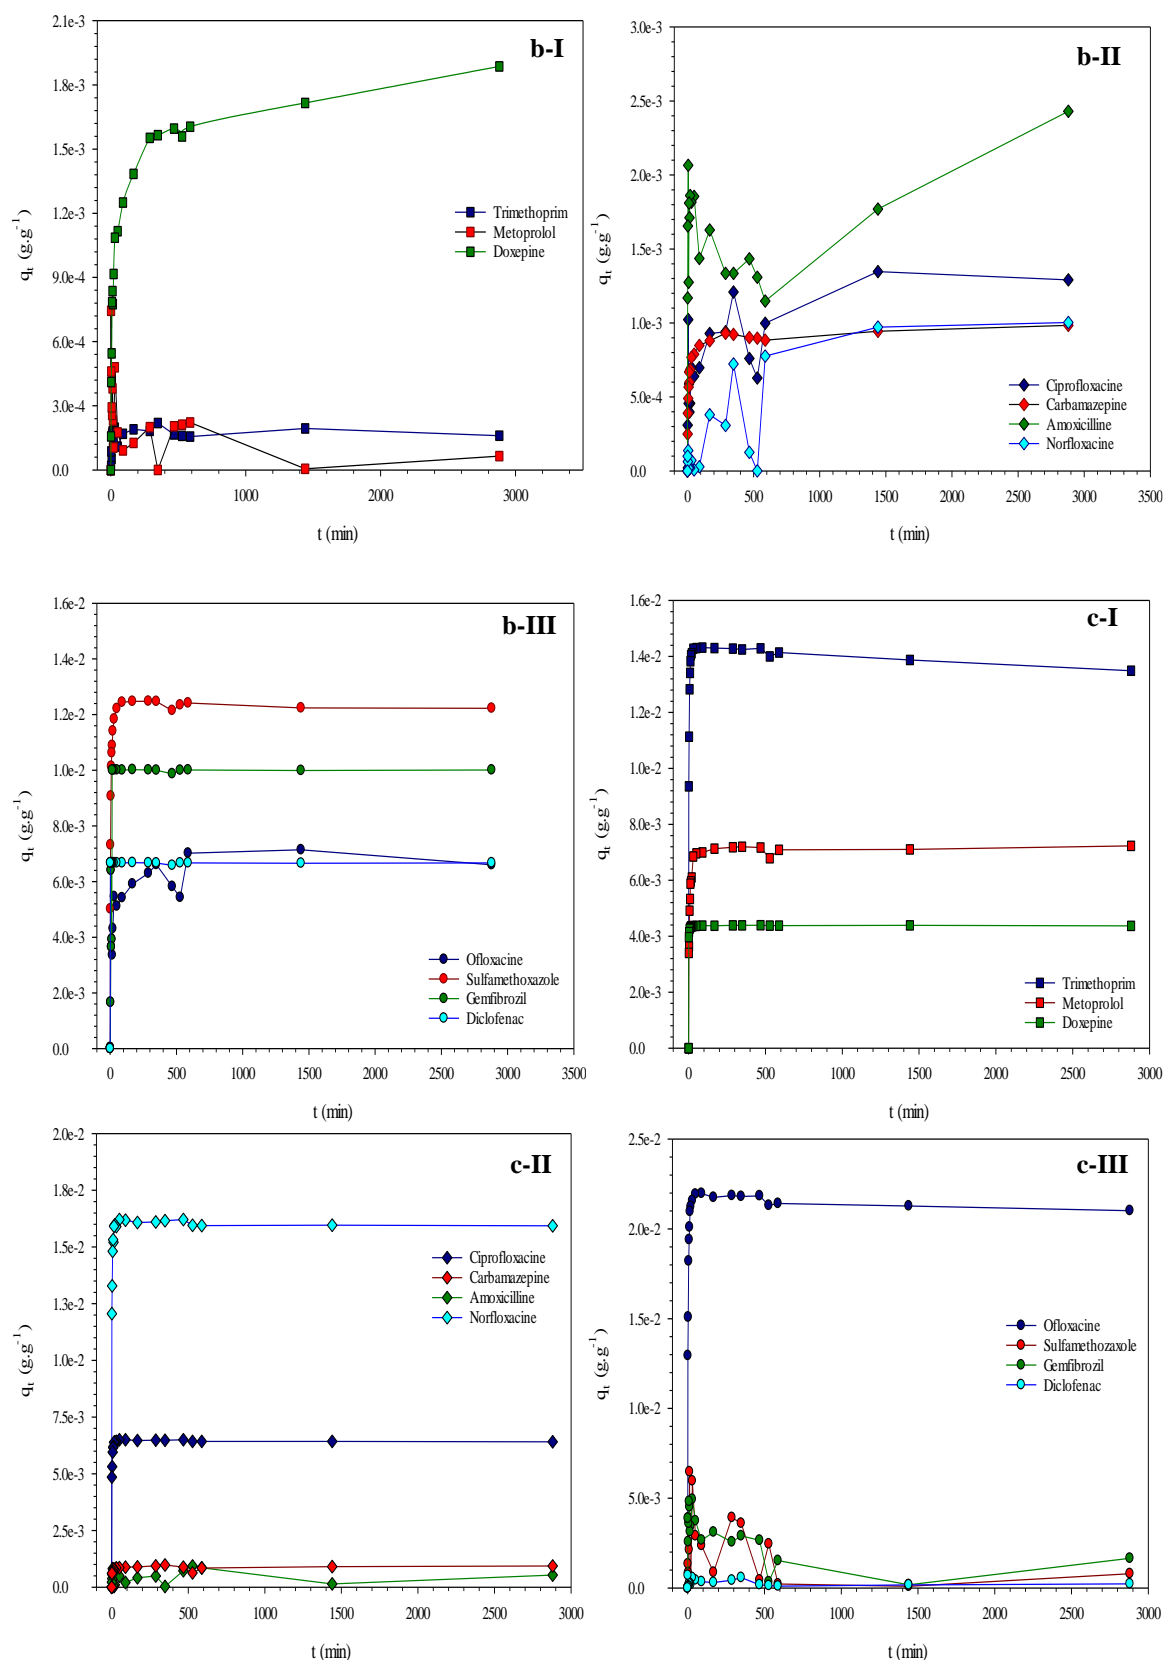 b-I
2.1e-3
1.8e-3
1.5e-3
1.2e-3
9.0e-4
6.0e-4
3.0e-4
0.0
qt (g.g-1)
Trimethoprim
Metoprolol
Doxepine
0 1000 2000 3000
t (min)
b-II
3.0e-3
2.5e-3
2.0e-3
1.5e-3
1.0e-3
5.0e-4
0.0
qt (g.g-1)
Ciprofloxacine
Carbamazepine
Amoxicilline
Norfloxacine
0 500 1000 1500 2000 2500 3000
t (min)
b-III
1.6e-2
1.4e-2
1.2e-2
1.0e-2
8.0e-3
6.0e-3
4.0e-3
2.0e-3
0.0
qt (g.g-1)
Ofloxacine
Sulfamethoxazole
Gemfibrozil
Diclofenac
0 500 1000 1500 2000 2500 3000 3500
t (min)
c-I
1.6e-2
1.4e-2
1.2e-2
1.0e-2
8.0e-3
6.0e-3
4.0e-3
2.0e-3
0.0
qt (g.g-1)
Trimethoprim
Metoprolol
Doxepine
0 500 1000 1500 2000 2500 3000
t (min)
c-II
2.0e-2
1.8e-2
1.5e-2
1.3e-2
1.0e-2
7.5e-3
5.0e-3
2.5e-3
0.0
qt (g.g-1)
Ciprofloxacine
Carbamazepine
Amoxicilline
Norfloxacine
0 500 1000 1500 2000 2500 3000
t (min)
c-III
2.5e-2
2.0e-2
1.5e-2
1.0e-2
5.0e-3
0.0
qt (g.g-1)
Ofloxacine
Sulfamethozaxole
Gemfibrozil
Diclofenac
0 500 1000 1500 2000 2500 3000
t (min)